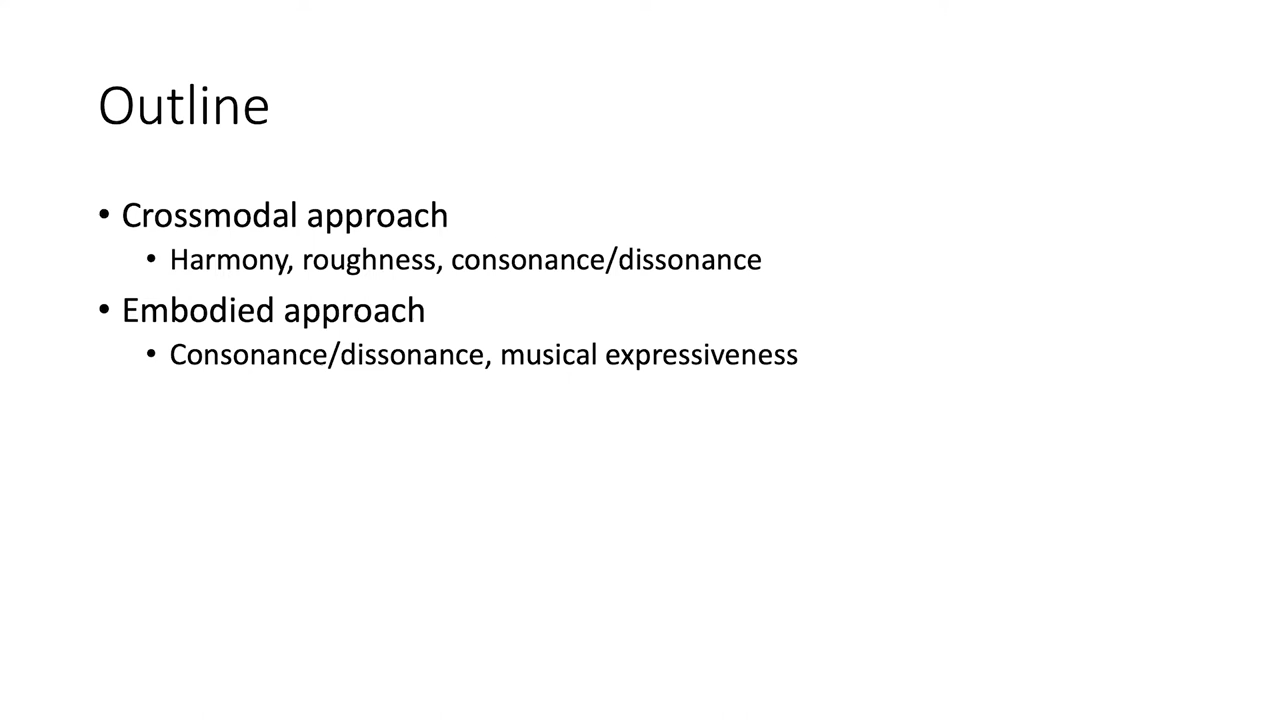 Outline
• Crossmodal approach
• Harmony, roughness, consonance/dissonance
• Embodied approach
• Consonance/dissonance, musical expressiveness